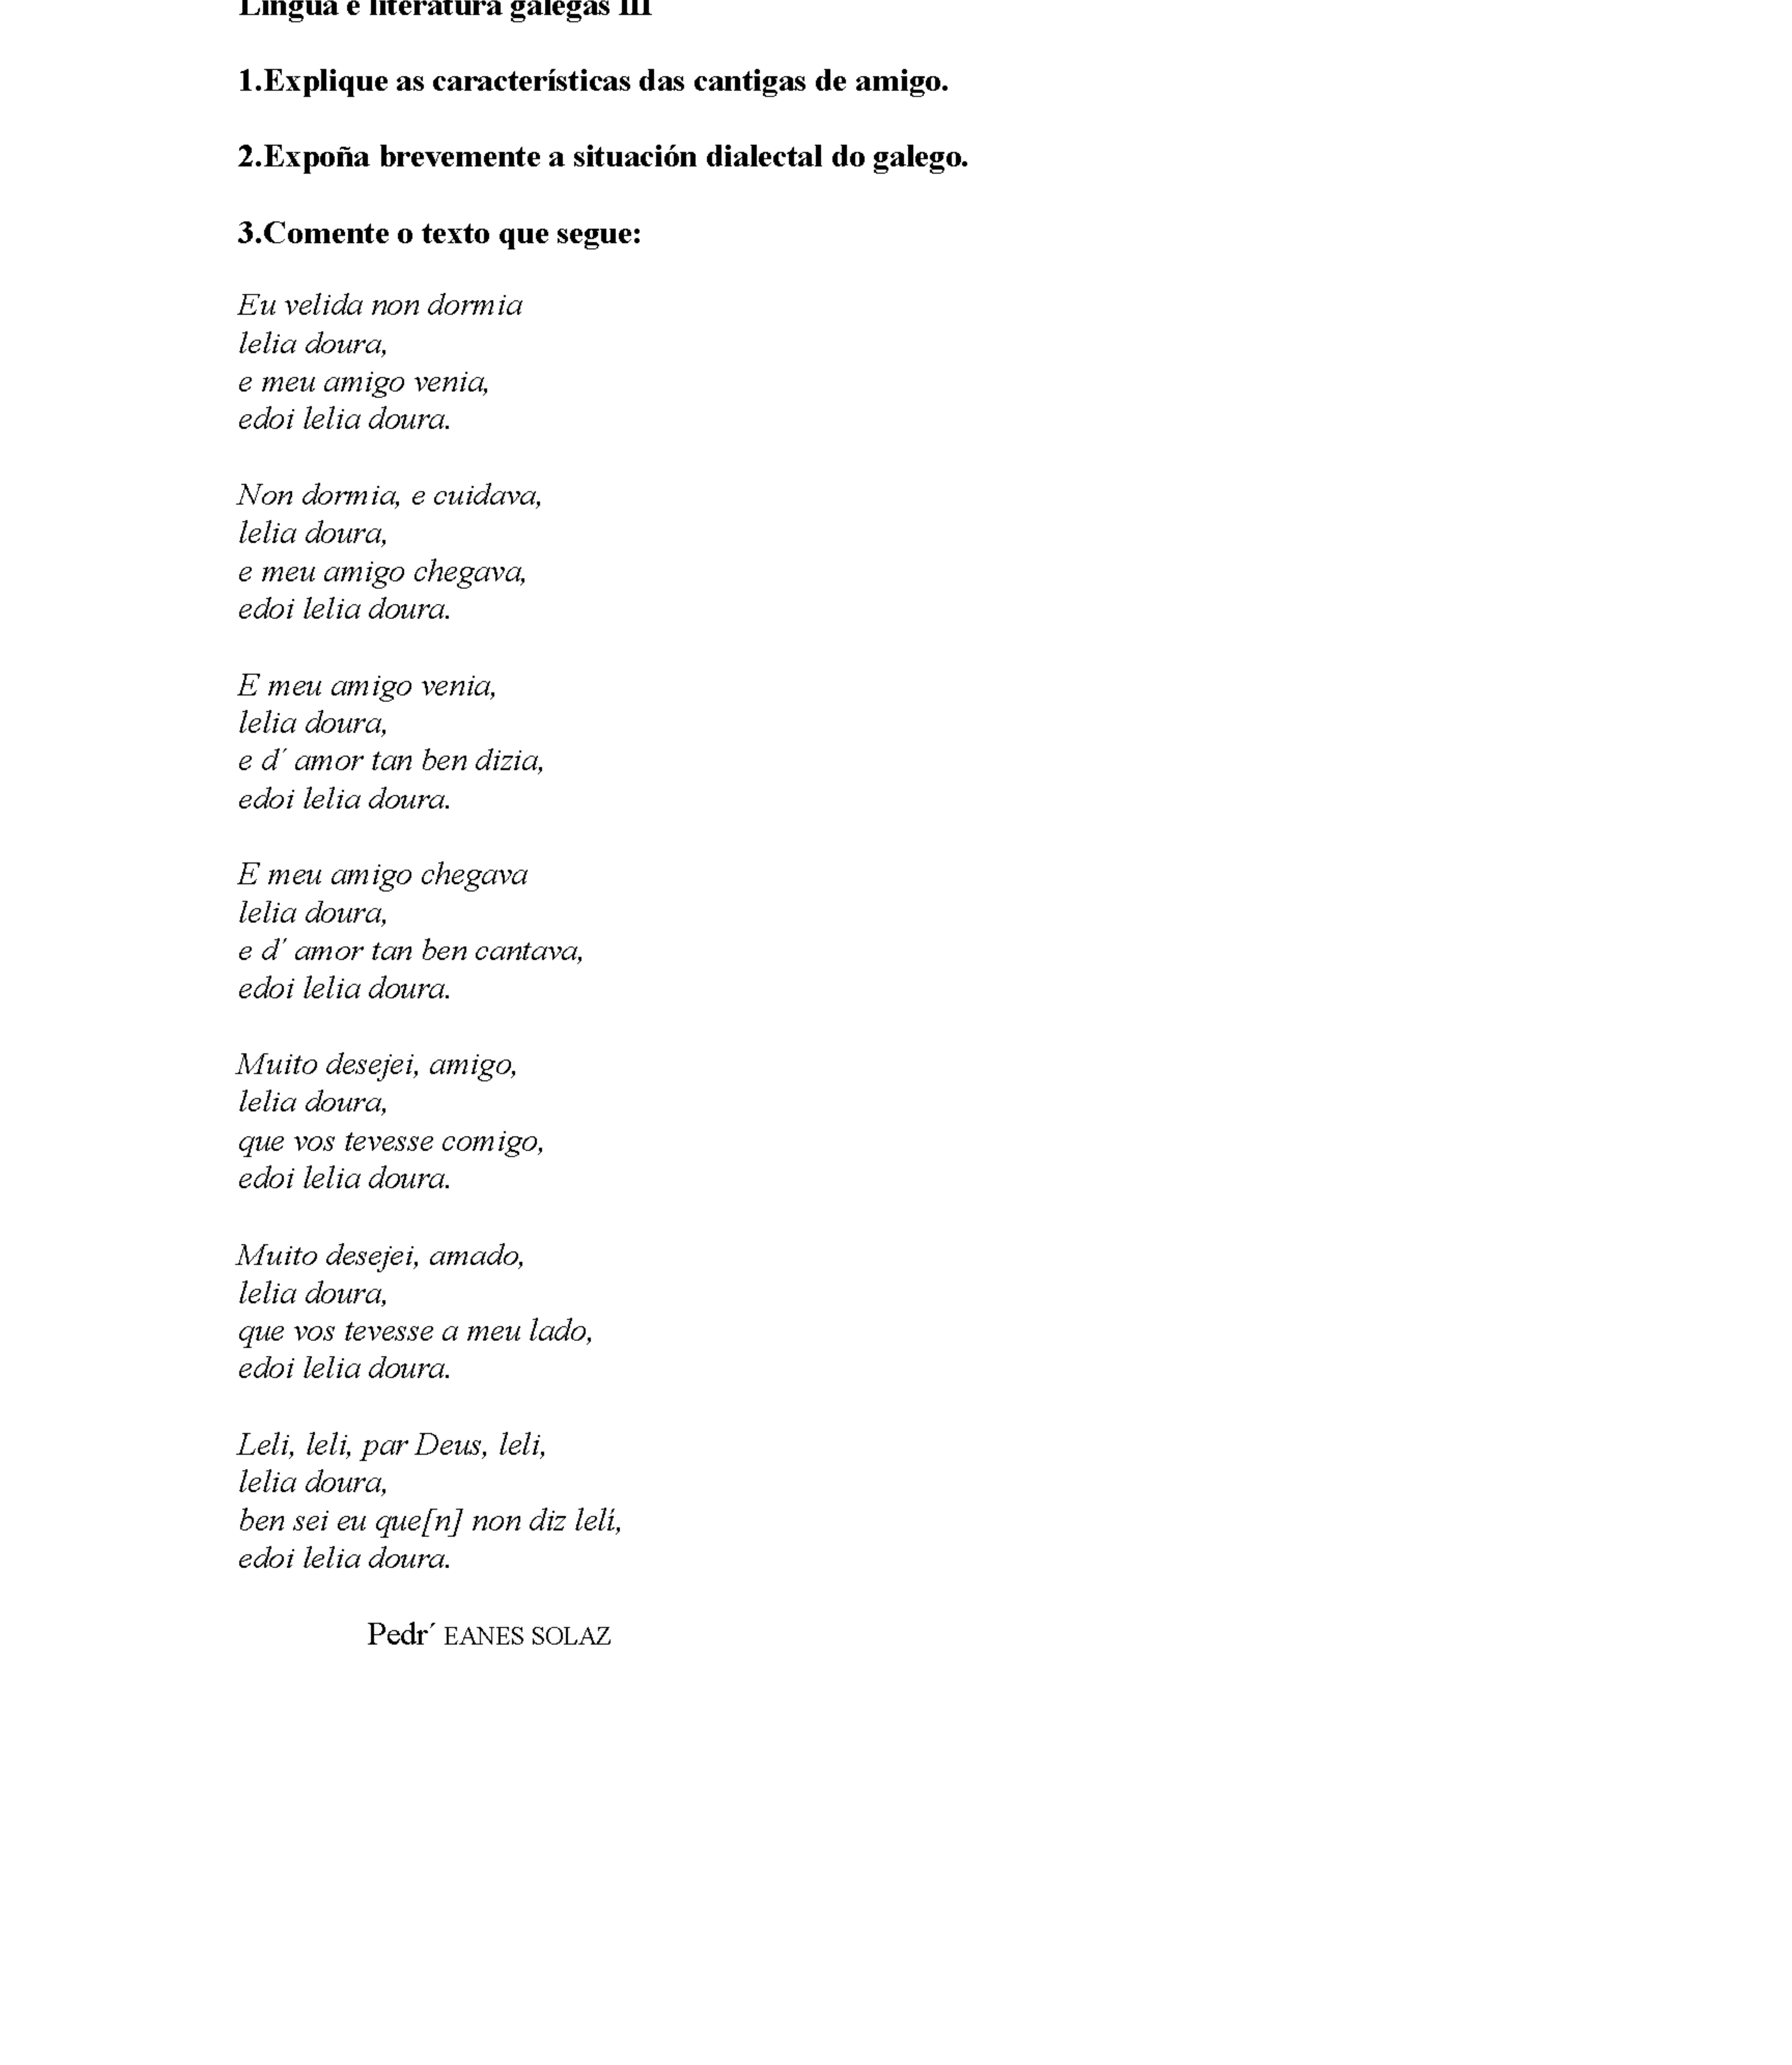 Lingua e literatura galegas III
1.Explique as características das cantigas de amigo.
2.Expoña brevemente a situación dialectal do galego.
3.Comente o texto que segue:
Eu velida non dormia
lelia doura,
e meu amigo venia,
edoi lelia doura.
Non dormia, e cuidava,
lelia doura,
e meu amigo chegava,
edoi lelia doura.
E meu amigo venia,
lelia doura,
e d´ amor tan ben dizia,
edoi lelia doura.
E meu amigo chegava
lelia doura,
e d´ amor tan ben cantava,
edoi lelia doura.
Muito desejei, amigo,
lelia doura,
que vos tevesse comigo,
edoi lelia doura.
Muito desejei, amado,
lelia doura,
que vos tevesse a meu lado,
edoi lelia doura.
Leli, leli, par Deus, leli,
lelia doura,
ben sei eu que[n] non diz lelí,
edoi lelia doura.
Pedr´ EANES SOLAZ